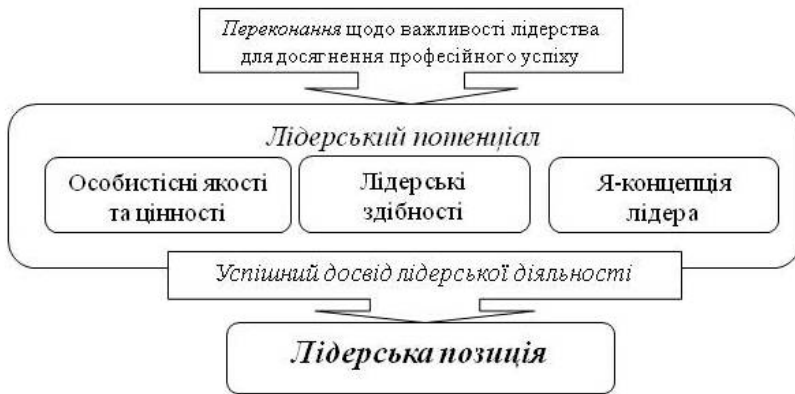 Переконання щодо важливості лідерства
для досягнення професійного успіху
Лідерський потенціал
Особистісні якості
та цінності
Лідерські
здібності
Я-концепція
лідера
Успішний досвід лідерської діяльності
Лідерська позиція